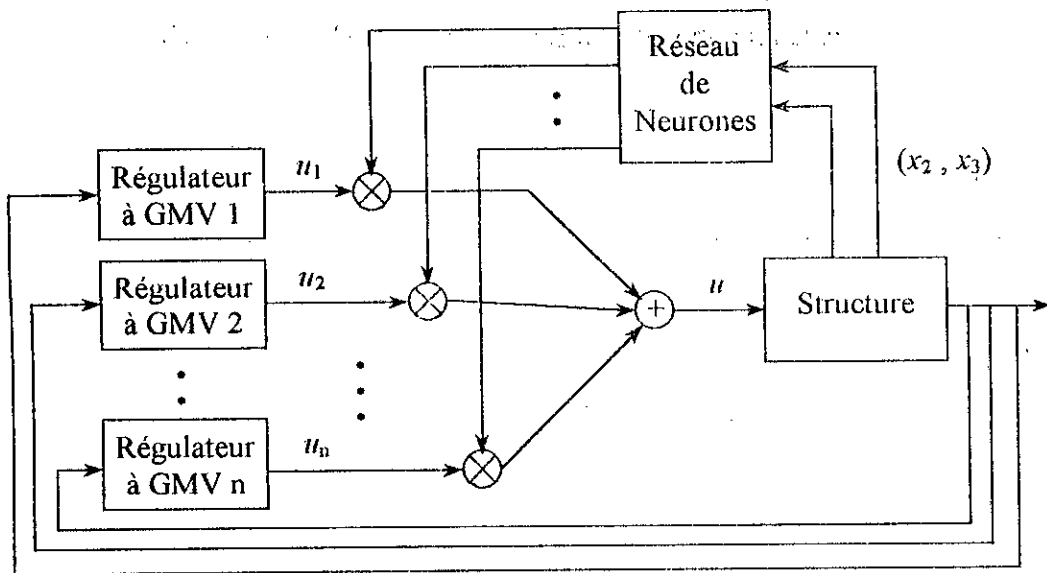 Réseau
de
Neurones
(x₂ , x₃)
Régulateur
à GMV 1
u₁
Régulateur
à GMV 2
u₂
+
u
Structure
Régulateur
à GMV n
uₙ